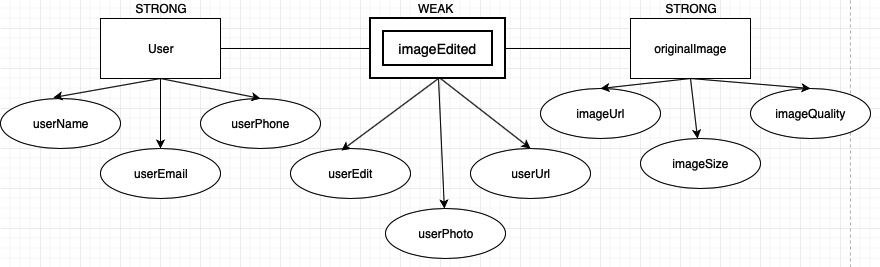 STRONG
WEAK
STRONG
User
imageEdited
originalImage
userName
userPhone
userEmail
userEdit
userUrl
userPhoto
imageUrl
imageQuality
imageSize